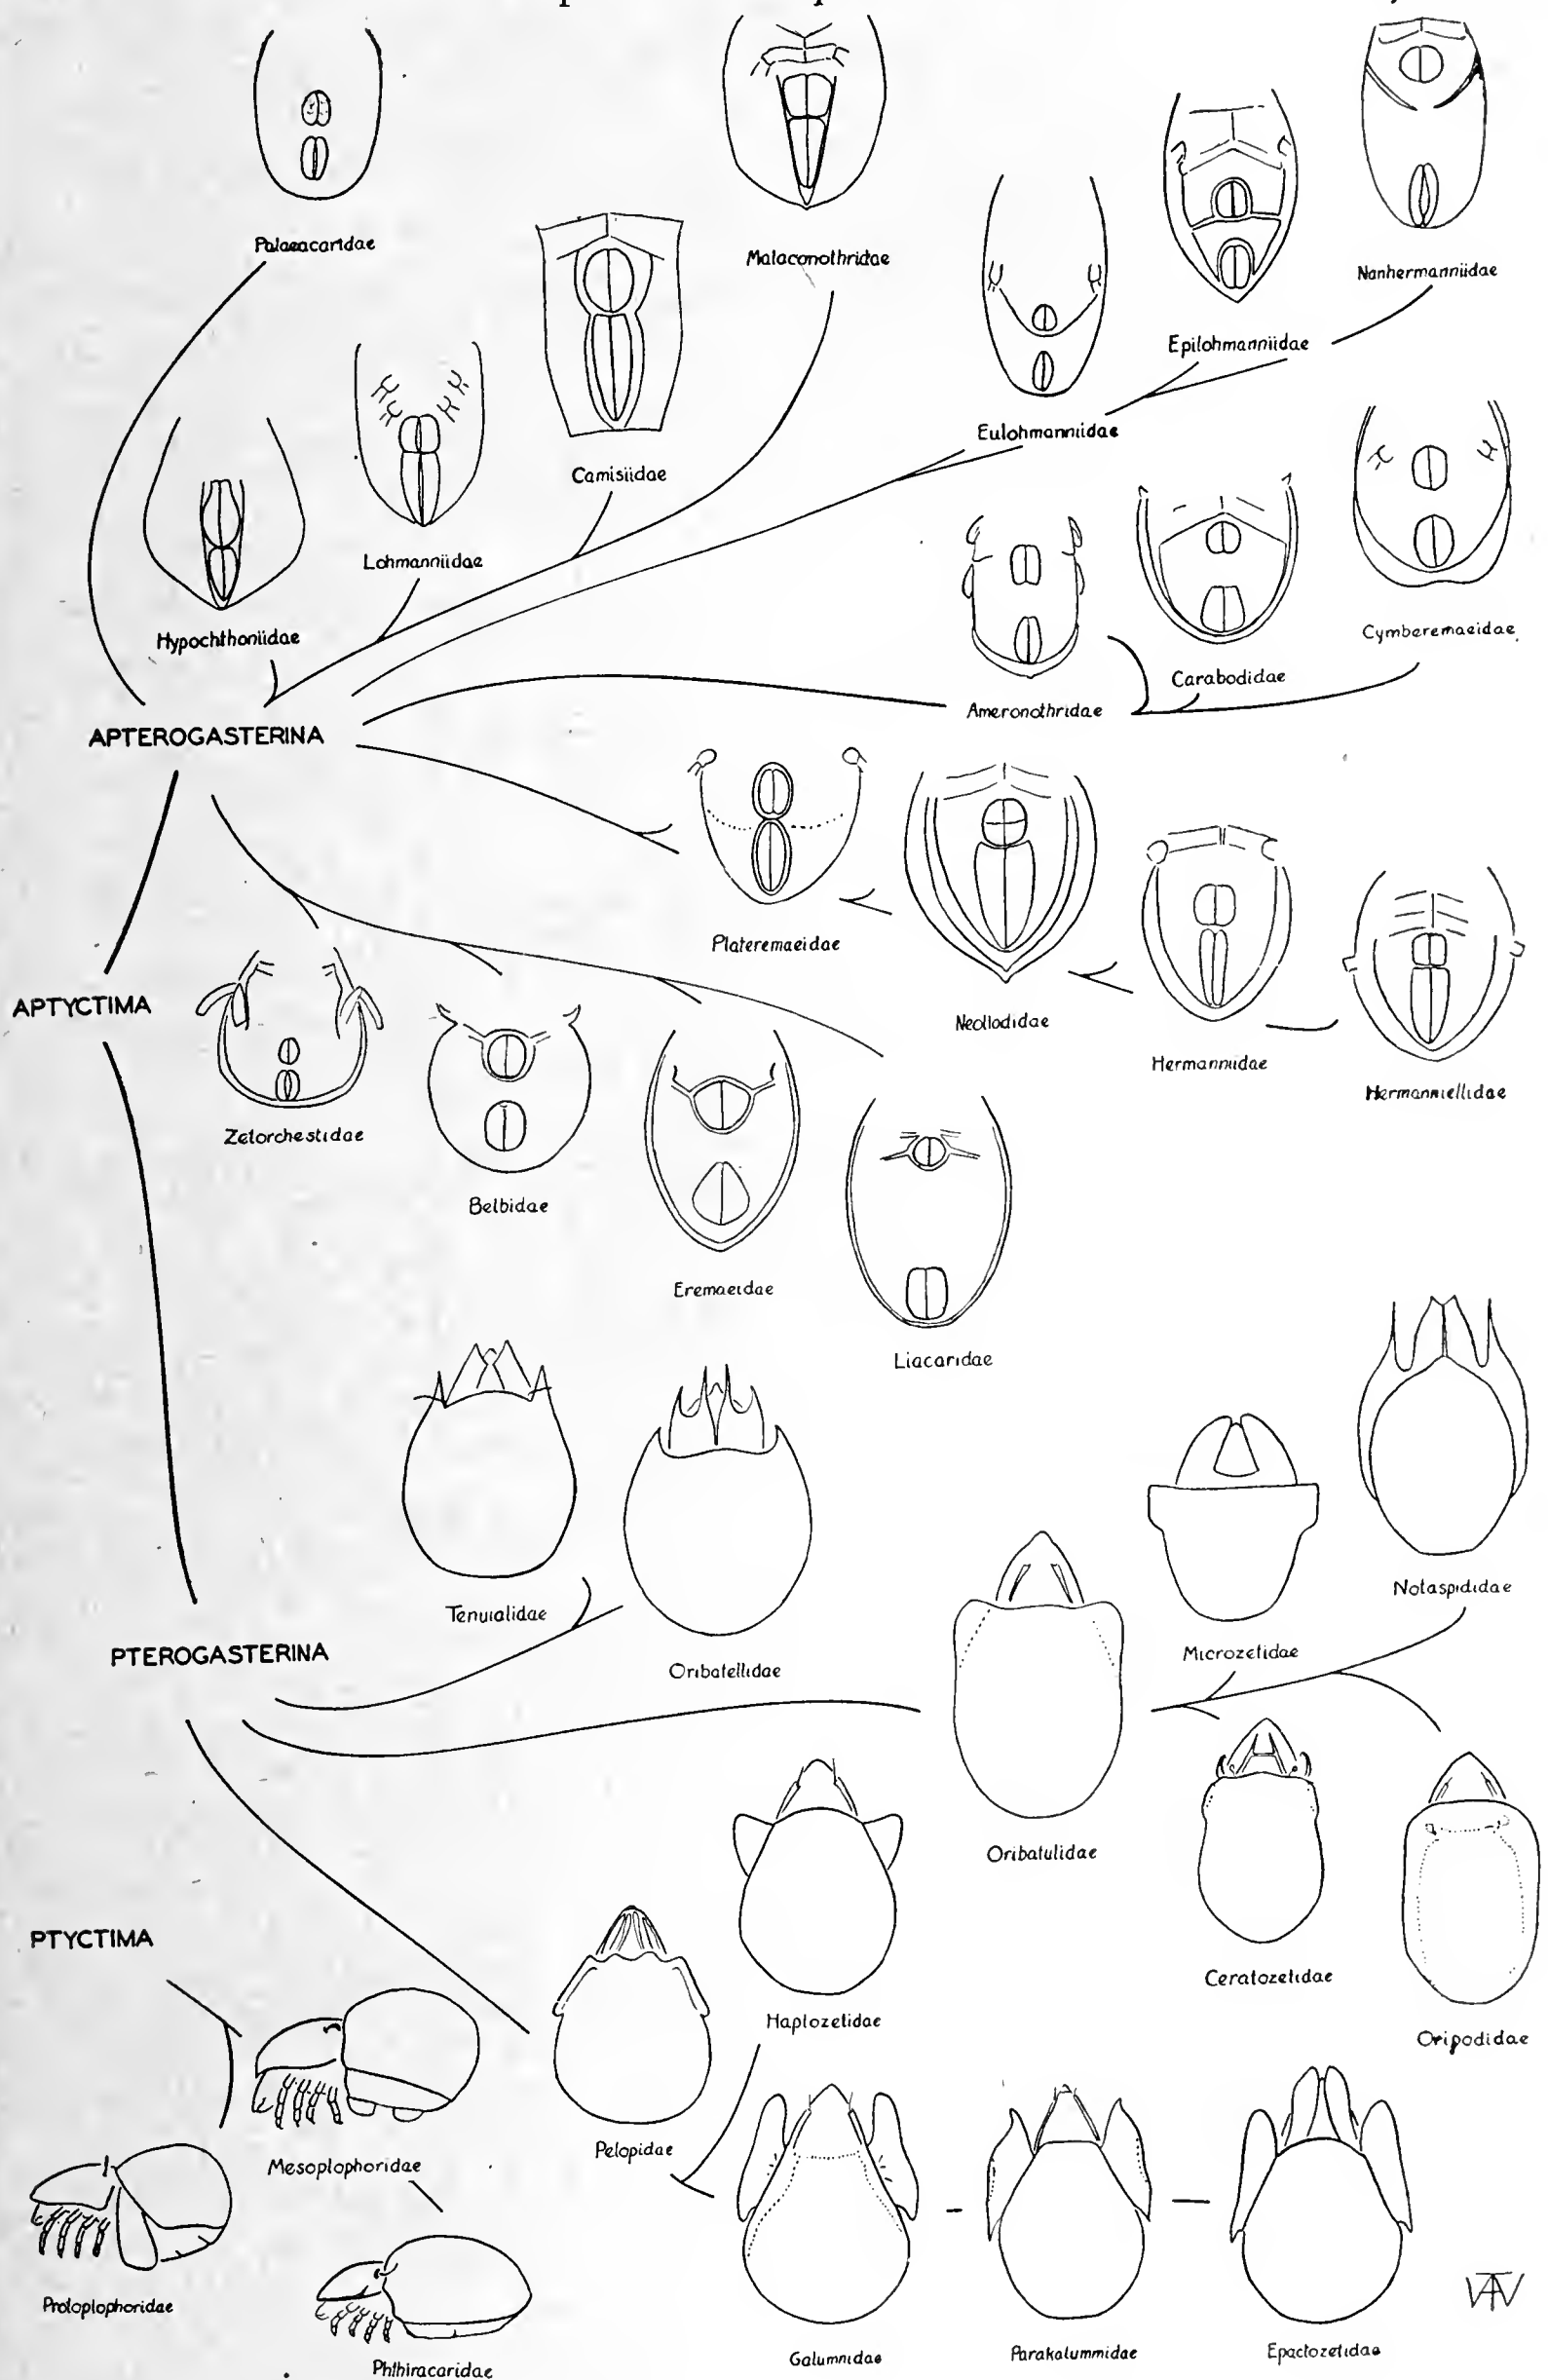 Palaeacaridae
Malaconothridae
Nanhermanniidae
Epilohmanniidae
Eulohmanniidae
Camisiidae
Lohmanniidae
Hypochthoniidae
Cymberemaeidae
Carabodidae
Ameronothridae
APTEROGASTERINA
Plateremaeidae
APTYCTIMA
Neoliodidae
Hermanniidae
Hermanniellidae
Zetorchestidae
Belbidae
Eremaeidae
Liacaridae
Notaspididae
Tenuialidae
Microzetidae
PTEROGASTERINA
Oribatellidae
Oribatulidae
PTYCTIMA
Ceratozetidae
Haplozetidae
Oripodidae
Pelopidae
Mesoplophoridae
Protoplophoridae
Galumnidae
Parakalummidae
Epactozetidae
Phthiracaridae